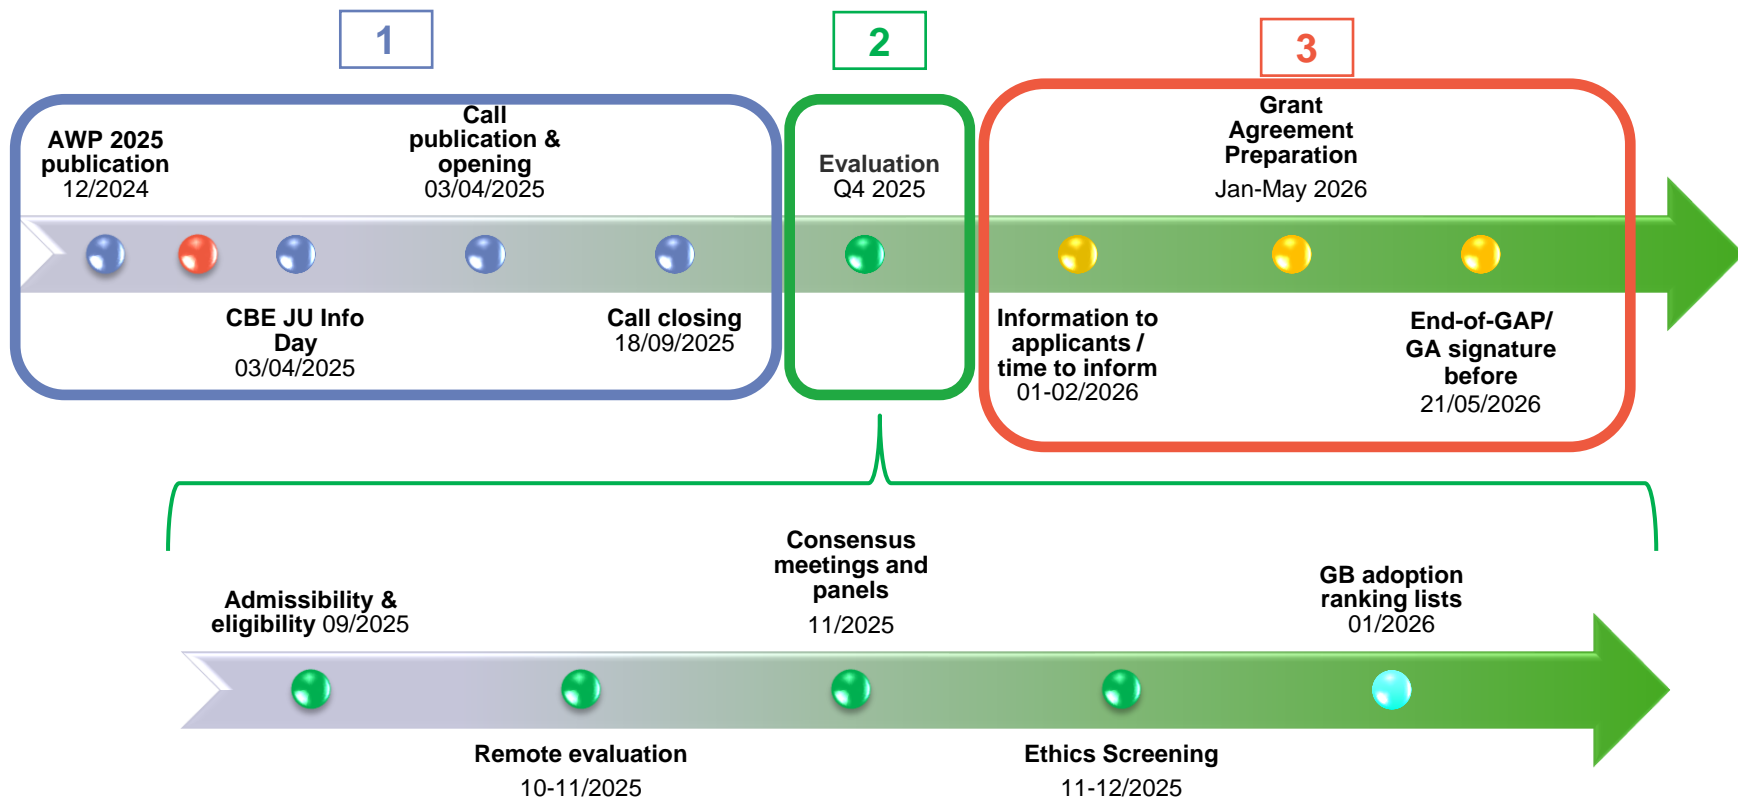 1
2
3
AWP 2025
publication
12/2024
Call
publication &
opening
03/04/2025
Evaluation
Q4 2025
Grant
Agreement
Preparation
Jan-May 2026
CBE JU Info
Day
03/04/2025
Call closing
18/09/2025
Information to
applicants /
time to inform
01-02/2026
End-of-GAP/
GA signature
before
21/05/2026
Admissibility &
eligibility 09/2025
Consensus
meetings and
panels
11/2025
GB adoption
ranking lists
01/2026
Remote evaluation
10-11/2025
Ethics Screening
11-12/2025